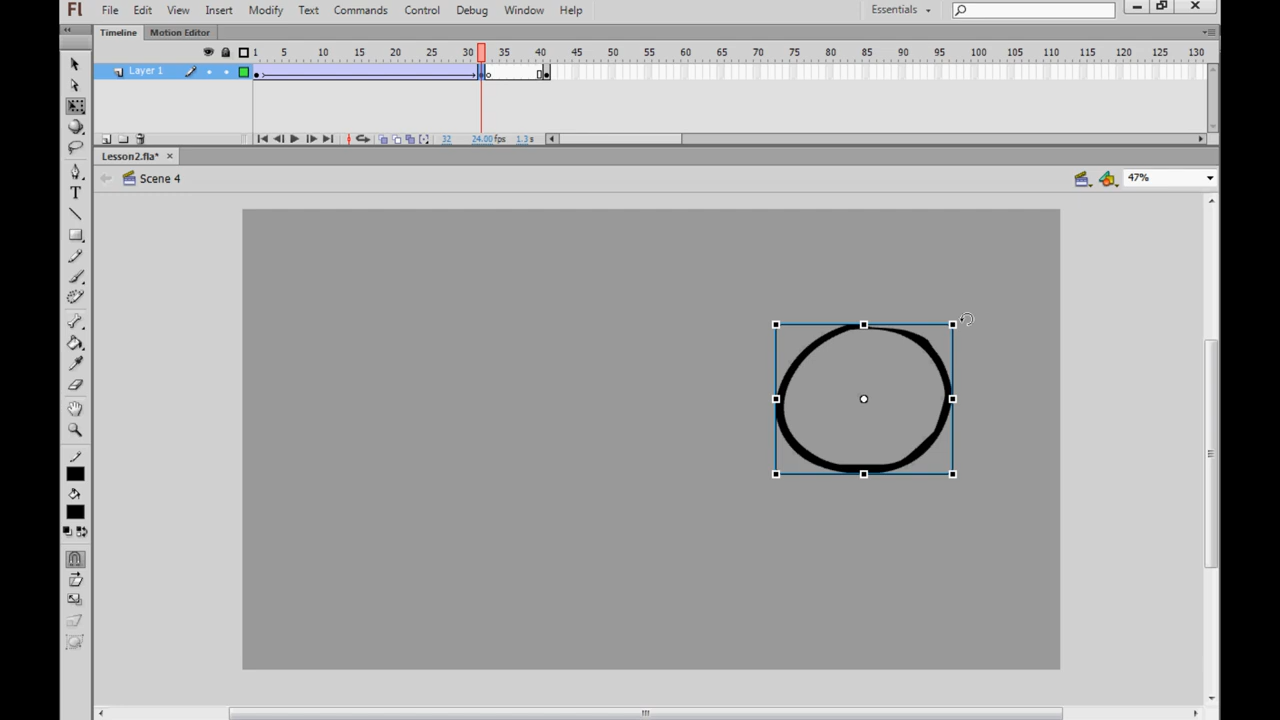 Fl File Edit View Insert Modify Text Commands Control Debug Window Help Essentials
Timeline Motion Editor
1 5 10 15 20 25 30 35 40 45 50 55 60 65 70 75 80 85 90 95 100 105 110 115 120 125 130
Layer 1
32 24.00 fps 1.3 s
Lesson2.fla* ×
Scene 4 47%
T